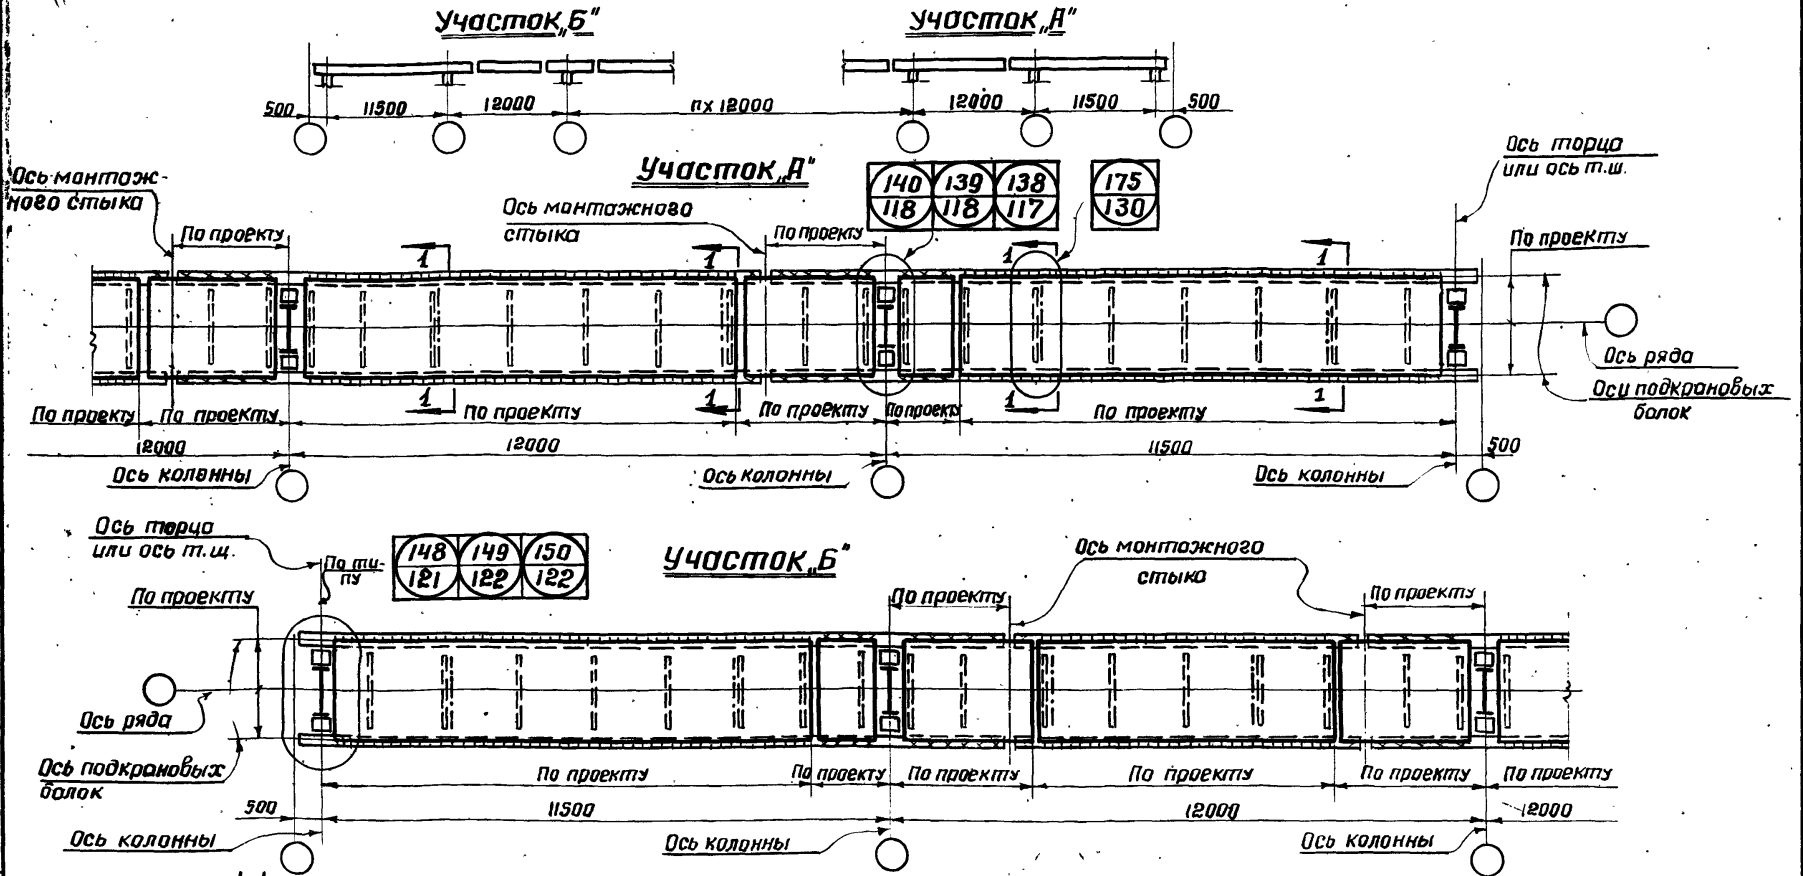 Участок „Б"
Участок „А"
500 11500 12000 п х 12000 12000 11500 500
Ось монтаж-
ного стыка
Участок „А"
140 139 138 175
118 118 117 130
Ось торца
или ось т.ш.
Ось монтажного
стыка
По проекту
По проекту
По проекту
1 1 1 1
Ось ряда
Оси подкрановых
балок
1 1 1 1
По проекту По проекту По проекту По проекту По проекту По проекту
12000 12000 11500 500
Ось колонны Ось колонны Ось колонны
Ось торца
или ось т.щ.
По ти-
пу
148 149 150
121 122 122
Участок „Б"
Ось монтажного
стыка
По проекту
По проекту
По проекту
Ось ряда
Ось подкрановых
балок
По проекту По проекту По проекту По проекту По проекту По проекту
500 11500 12000 12000
Ось колонны Ось колонны Ось колонны